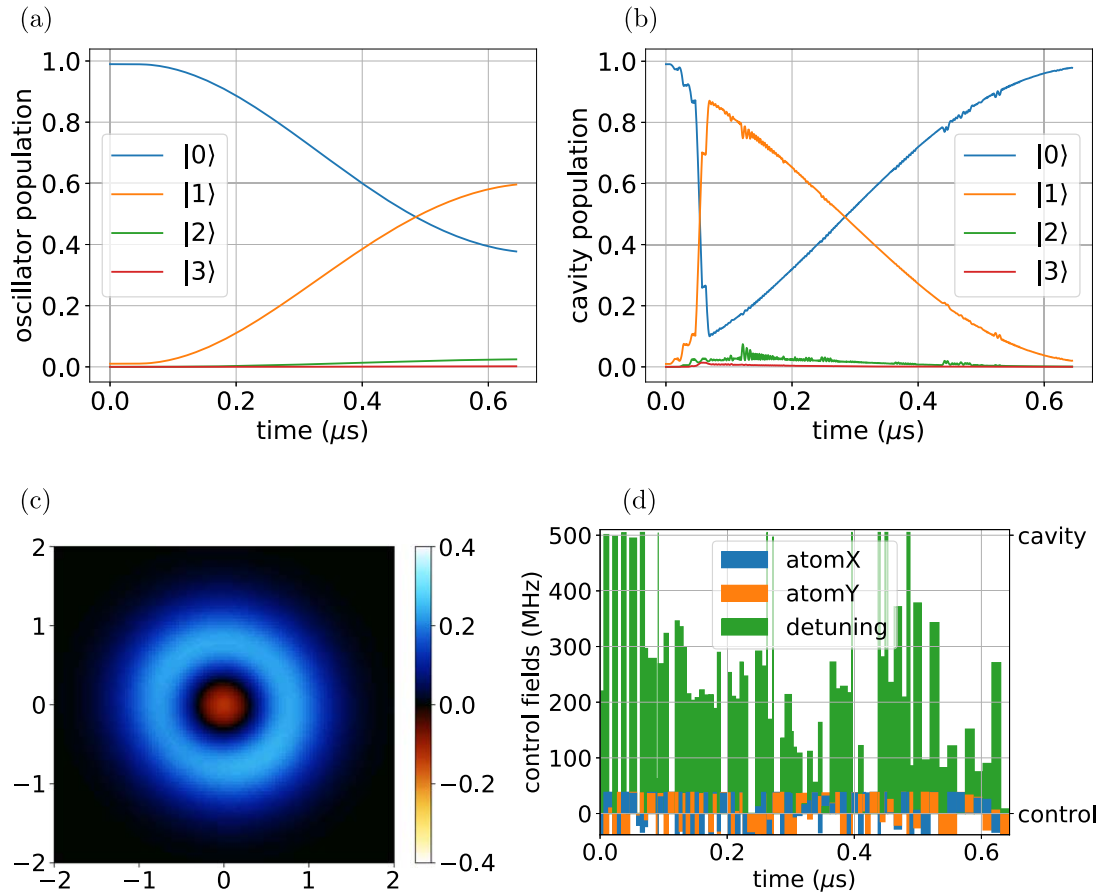 (a)
1.0
0.8
0.6
0.4
0.2
0.0
oscillator population
|0⟩
|1⟩
|2⟩
|3⟩
0.0 0.2 0.4 0.6
time (μs)
(b)
1.0
0.8
0.6
0.4
0.2
0.0
cavity population
|0⟩
|1⟩
|2⟩
|3⟩
0.0 0.2 0.4 0.6
time (μs)
(c)
2
1
0
−1
−2
−2 −1 0 1 2
0.4
0.2
0.0
−0.2
−0.4
(d)
500
400
300
200
100
0
control fields (MHz)
atomX
atomY
detuning
cavity
control
0.0 0.2 0.4 0.6
time (μs)